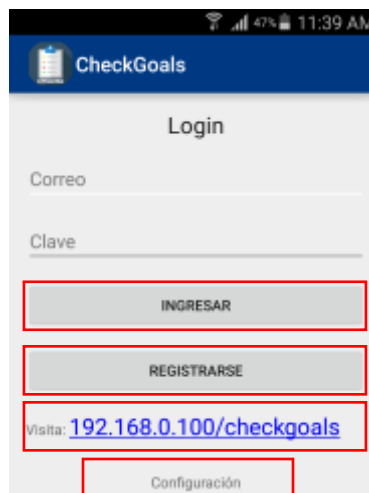 47% 11:39 AM
CheckGoals
Login
Correo
Clave
INGRESAR
REGISTRARSE
Visita: 192.168.0.100/checkgoals
Configuración